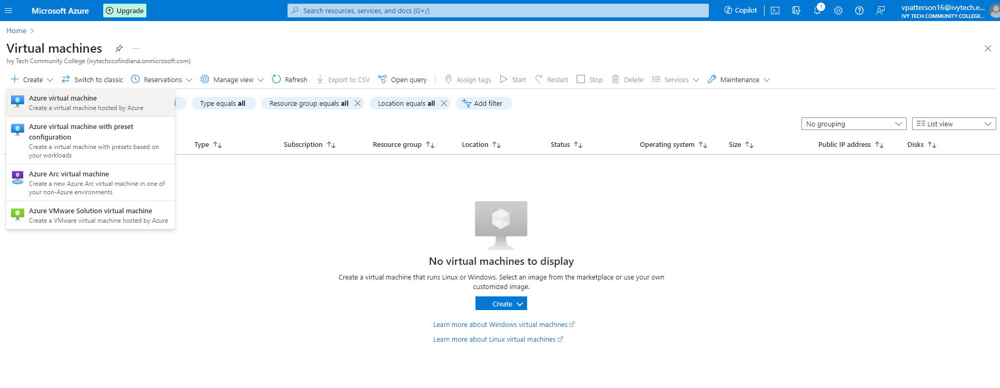 Microsoft Azure
Upgrade
Search resources, services, and docs (G+/)
Copilot
1
vpatterson16@ivytech.e...
IVY TECH COMMUNITY COLLEGE...
Home
Virtual machines
...
Ivy Tech Community College (ivytechccofindiana.onmicrosoft.com)
Create
Switch to classic
Reservations
Manage view
Refresh
Export to CSV
Open query
Assign tags
Start
Restart
Stop
Delete
Services
Maintenance
Azure virtual machine
Create a virtual machine hosted by Azure
Azure virtual machine with preset
configuration
Create a virtual machine with presets based on
your workloads
Azure Arc virtual machine
Create a new Azure Arc virtual machine in one of
your non-Azure environments
Azure VMware Solution virtual machine
Create a VMware virtual machine hosted by Azure
Type equals all
Resource group equals all
Location equals all
Add filter
No grouping
List view
Type
Subscription
Resource group
Location
Status
Operating system
Size
Public IP address
Disks
No virtual machines to display
Create a virtual machine that runs Linux or Windows. Select an image from the marketplace or use your own
customized image.
Create
Learn more about Windows virtual machines
Learn more about Linux virtual machines